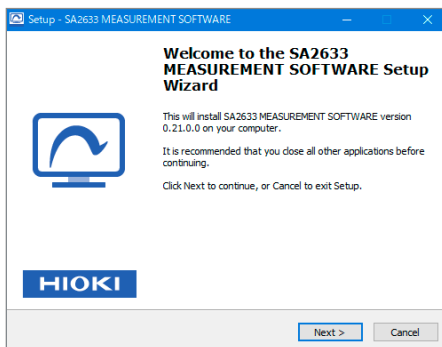 Setup - SA2633 MEASUREMENT SOFTWARE
Welcome to the SA2633
MEASUREMENT SOFTWARE Setup
Wizard
This will install SA2633 MEASUREMENT SOFTWARE version
0.21.0.0 on your computer.
It is recommended that you close all other applications before
continuing.
Click Next to continue, or Cancel to exit Setup.
HIOKI
Next >
Cancel